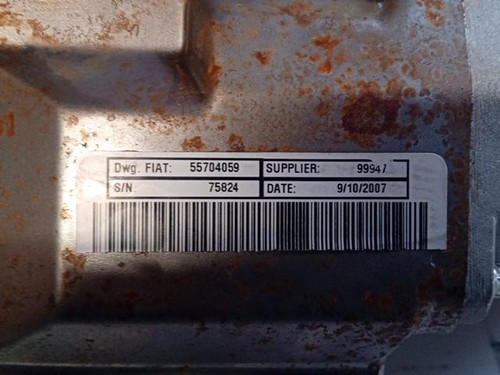 Dwg. FIAT: 55704059 SUPPLIER: 99947
S/N: 75824 DATE: 9/10/2007